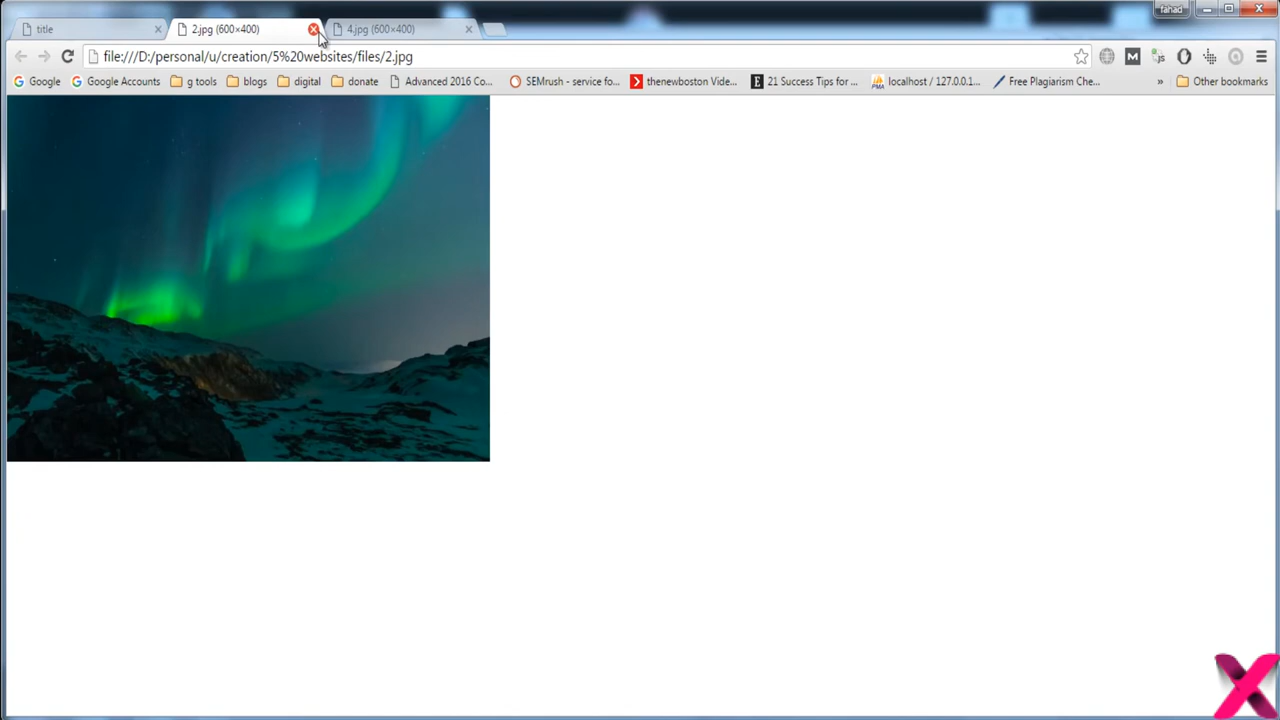 fahad
title
2.jpg (600×400)
4.jpg (600×400)
file:///D:/personal/u/creation/5%20websites/files/2.jpg
M
js
Google
Google Accounts
g tools
blogs
digital
donate
Advanced 2016 Co...
SEMrush - service fo...
thenewboston Vide...
E
21 Success Tips for ...
PMA
localhost / 127.0.0.1...
Free Plagiarism Che...
»
Other bookmarks
X